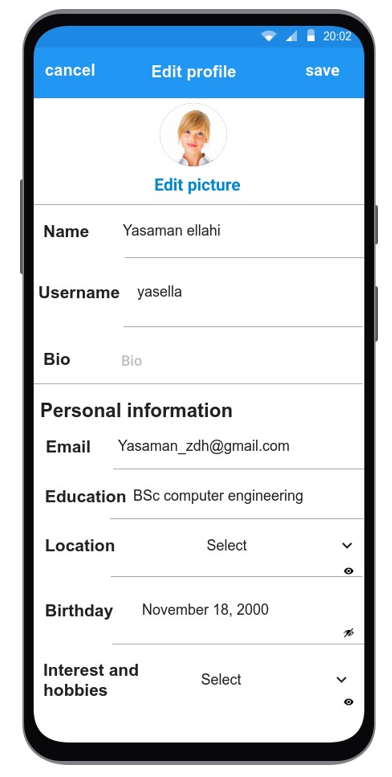 20:02
cancel Edit profile save
Edit picture
Name Yasaman ellahi
Username yasella
Bio Bio
Personal information
Email Yasaman_zdh@gmail.com
Education BSc computer engineering
Location Select
Birthday November 18, 2000
Interest and
hobbies Select